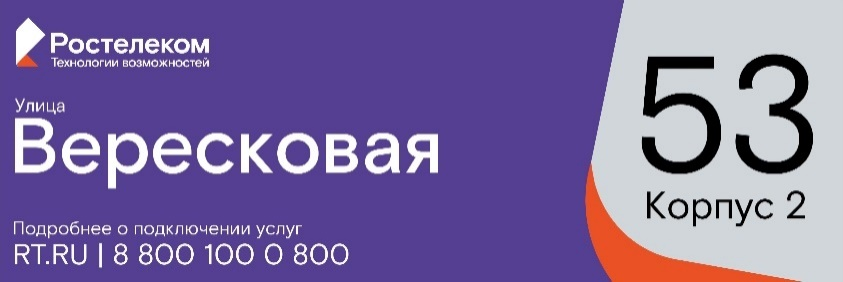 Ростелеком
Технологии возможностей
Улица
Вересковая
Подробнее о подключении услуг
RT.RU | 8 800 100 0 800
53
Корпус 2